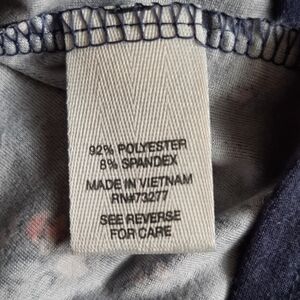 92% POLYESTER
8% SPANDEX
MADE IN VIETNAM
RN#73277
SEE REVERSE
FOR CARE